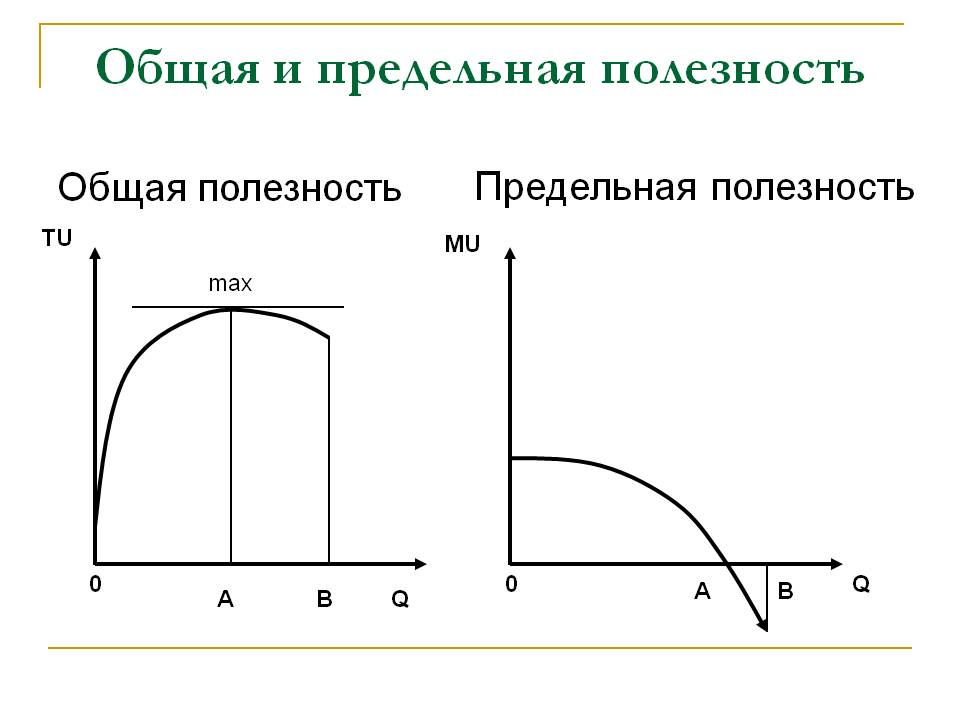 Общая и предельная полезность
Общая полезность
TU
max
0
A
B
Q
Предельная полезность
MU
0
A
B
Q